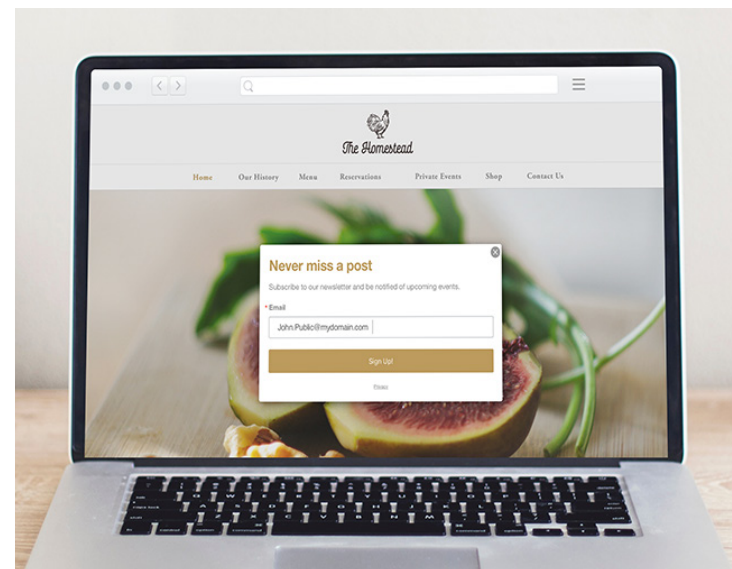 The Homestead
Home Our History Menu Reservations Private Events Shop Contact Us
Never miss a post
Subscribe to our newsletter and be notified of upcoming events.
* Email
John.Public@mydomain.com
Sign Up!